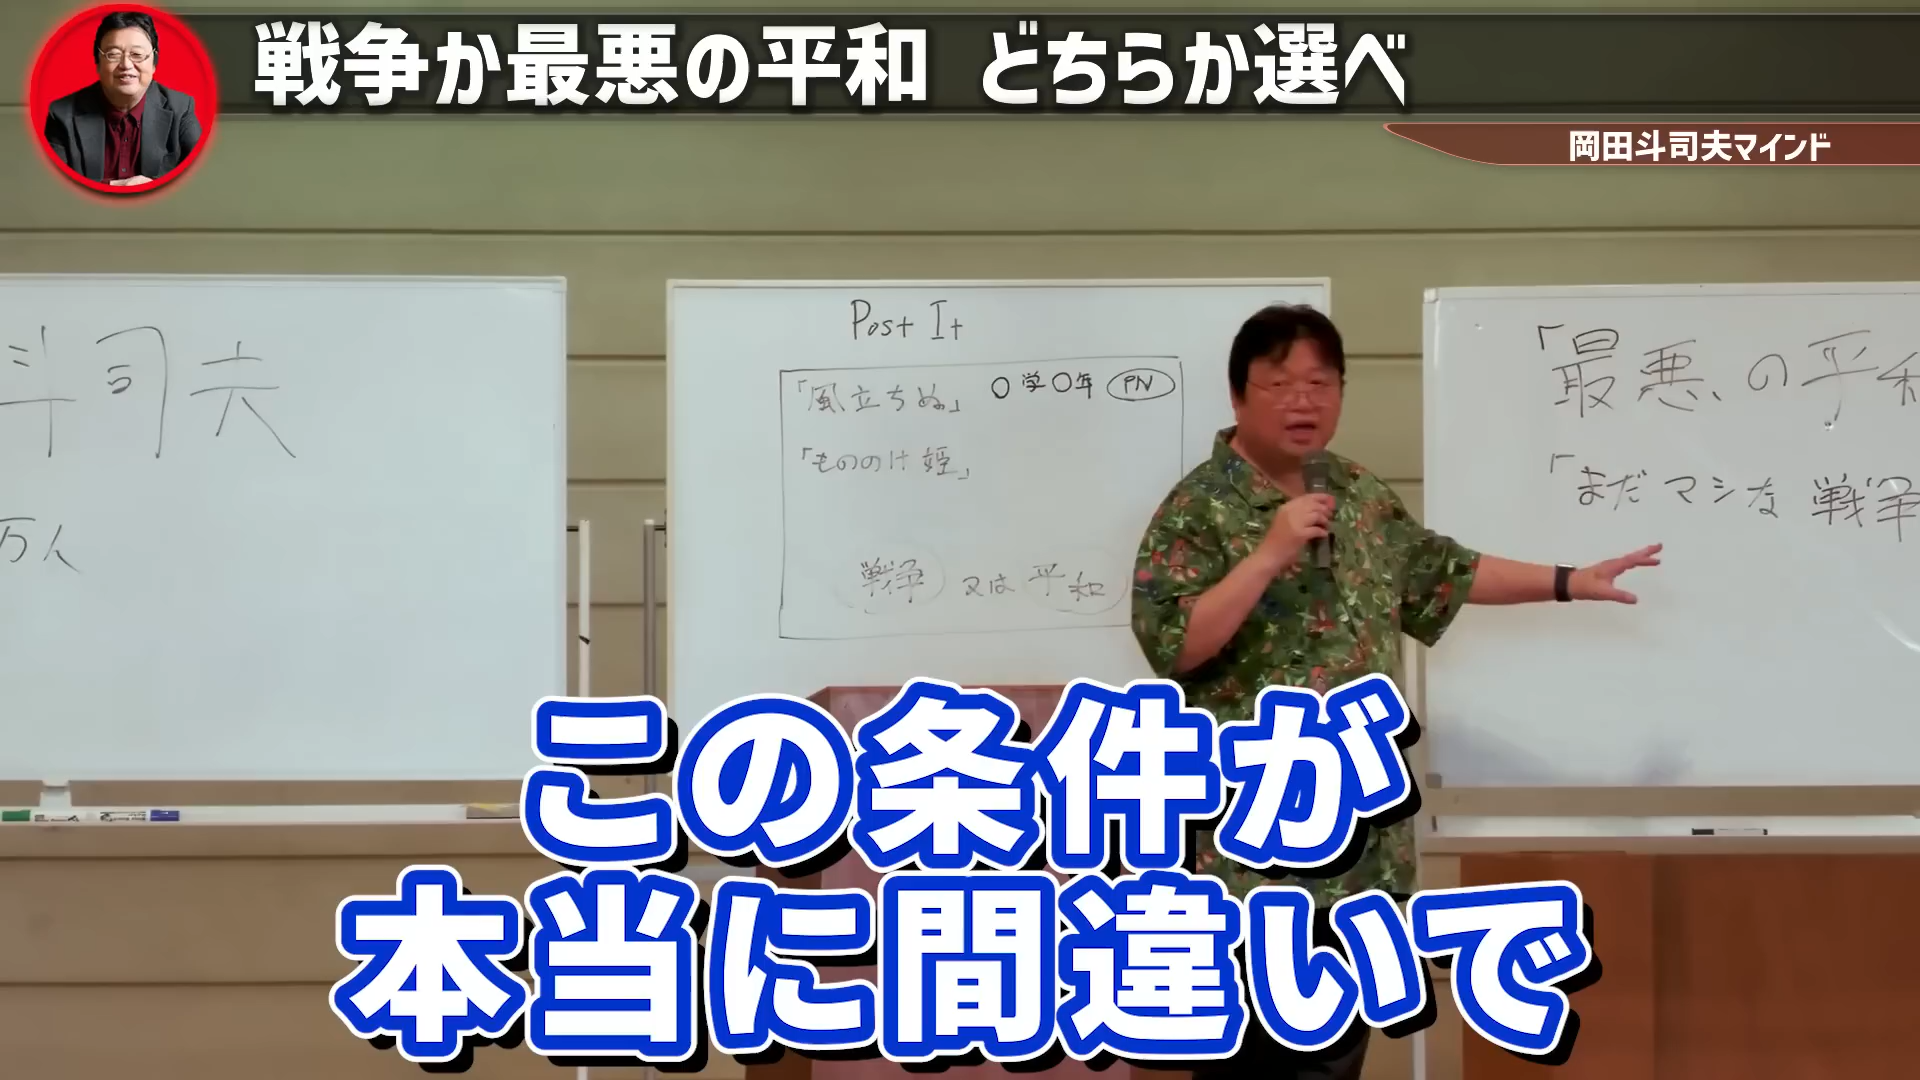 戦争か最悪の平和 どちらか選べ
岡田斗司夫マインド
斗司夫
万人
Post It
「風立ちぬ」 〇学〇年 PN
「もののけ姫」
戦争 又は 平和
「最悪の平和
「まだマシな戦争
この条件が
本当に間違いで